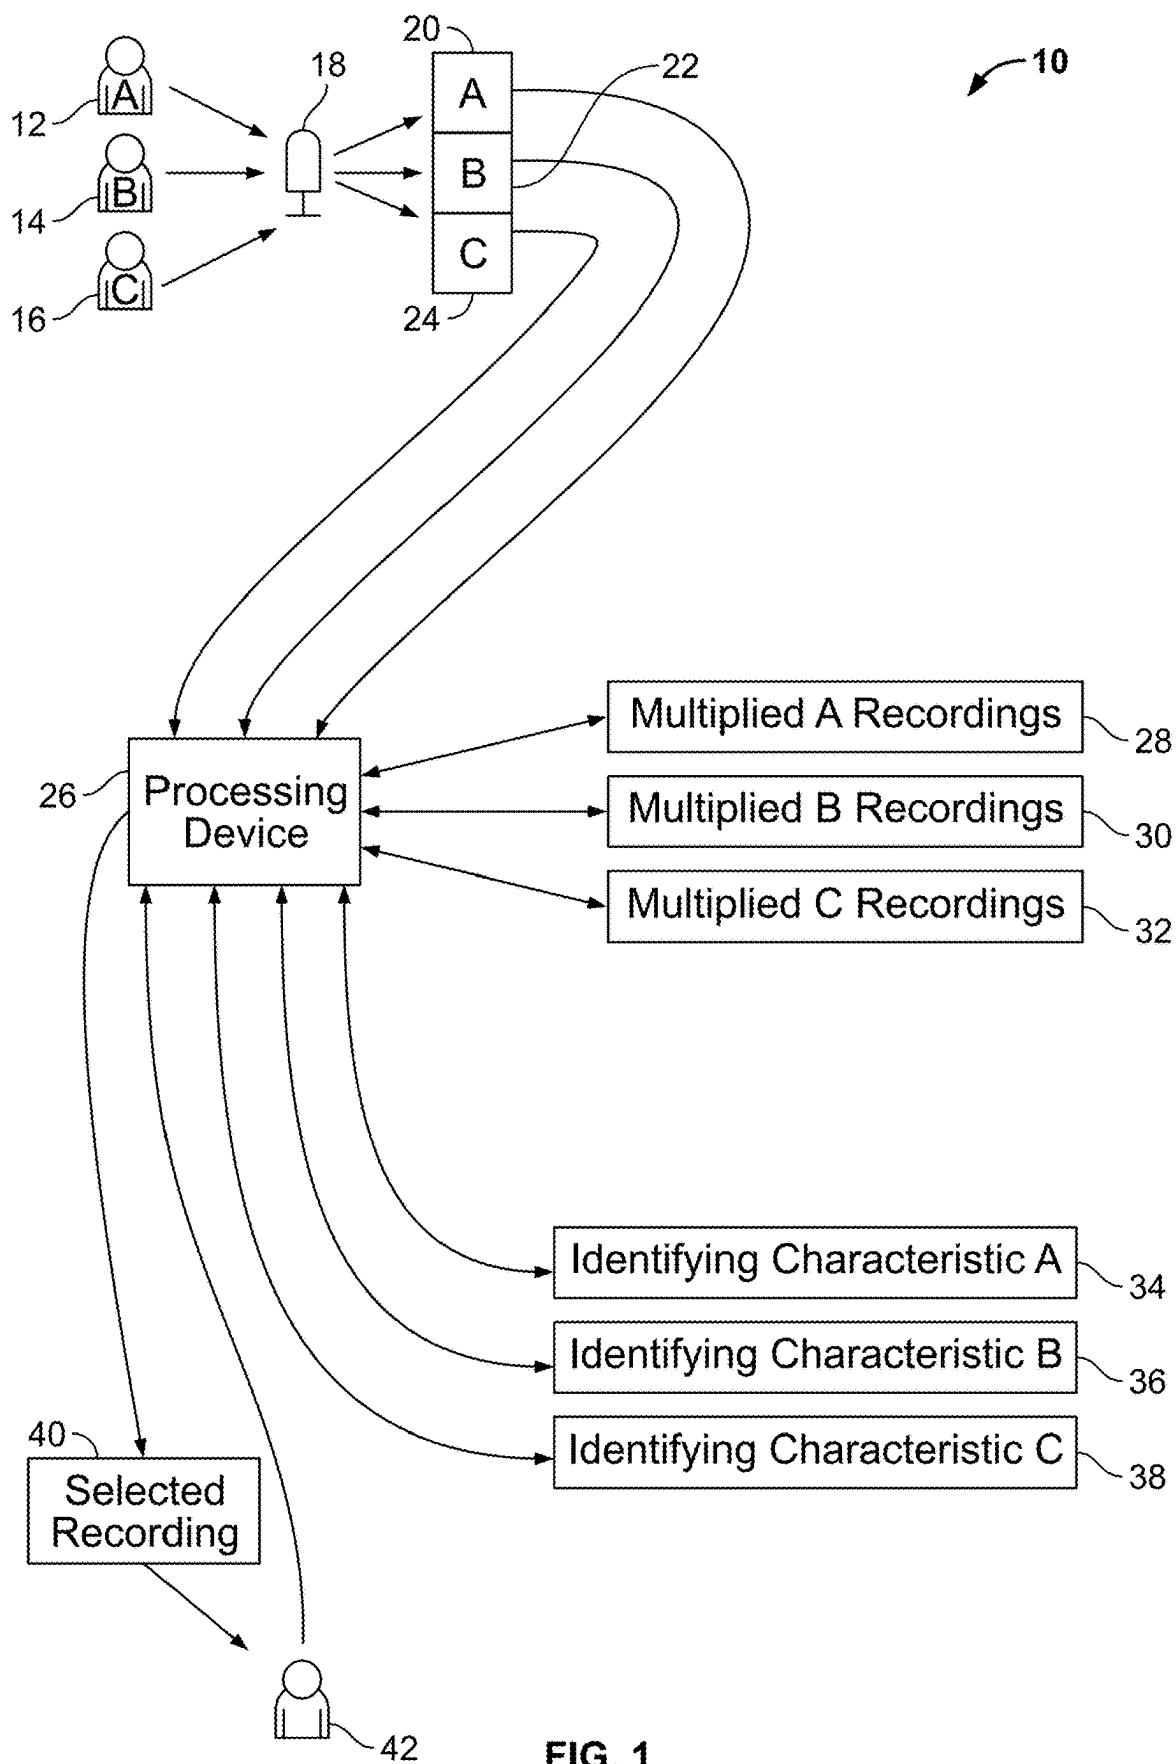 20
18
22
10
A
A
12
B
B
14
C
C
16
24
Multiplied A Recordings
28
26
Processing
Device
Multiplied B Recordings
30
Multiplied C Recordings
32
Identifying Characteristic A
34
Identifying Characteristic B
36
40
Identifying Characteristic C
38
Selected
Recording
42
FIG. 1